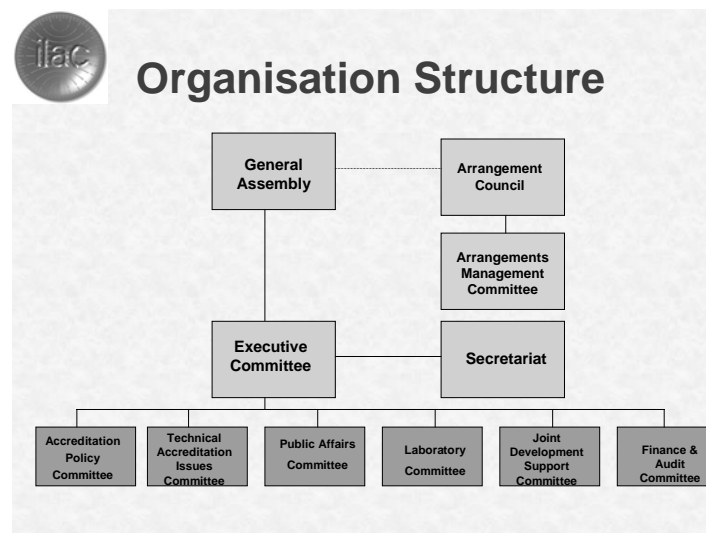 ilac
Organisation Structure
General
Assembly
Arrangement
Council
Arrangements
Management
Committee
Executive
Committee
Secretariat
Accreditation
Policy
Committee
Technical
Accreditation
Issues
Committee
Public Affairs
Committee
Laboratory
Committee
Joint
Development
Support
Committee
Finance &
Audit
Committee